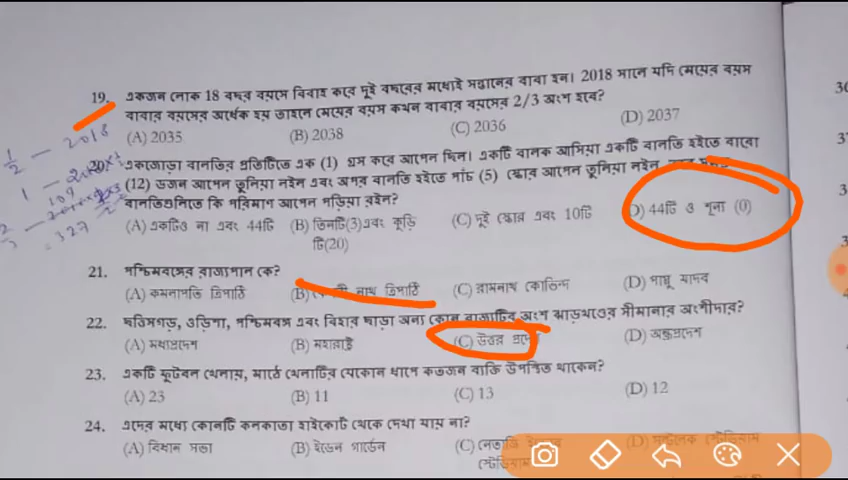 19. একজন লোক 18 বছর বয়সে বিবাহ করে দুই বছরের মধ্যেই সন্তানের বাবা হন। 2018 সালে যদি মেয়ের বয়স
বাবার বয়সের অর্ধেক হয় তাহলে মেয়ের বয়স কখন বাবার বয়সের 2/3 অংশ হবে?
(A) 2035 (B) 2038 (C) 2036 (D) 2037
20. একজোড়া বালতির প্রতিটিতে এক (1) গ্রস করে আপেল ছিল। একটি বালক আসিয়া একটি বালতি হইতে বারো
(12) ডজন আপেল তুলিয়া লইল এবং অপর বালতি হইতে পাঁচ (5) স্কোর আপেল তুলিয়া লইল
বালতিগুলিতে কি পরিমাণ আপেল পড়িয়া রইল?
(A) একটিও না এবং 44টি (B) তিনটি(3)এবং কুড়ি (C) দুই স্কোর এবং 10টি (D) 44টি ও শূন্য (0)
টি(20)
21. পশ্চিমবঙ্গের রাজ্যপাল কে?
(A) কমলাপতি ত্রিপাঠি (B) নাথ ত্রিপাঠি (C) রামনাথ কোভিন্দ (D) লালু যাদব
22. ছত্তিসগড়, ওড়িশা, পশ্চিমবঙ্গ এবং বিহার ছাড়া অন্য কোন রাজ্যটির অংশ ঝাড়খণ্ডের সীমানার অংশীদার?
(A) মধ্যপ্রদেশ (B) মহারাষ্ট্র (C) উত্তর প্রদেশ (D) অন্ধ্রপ্রদেশ
23. একটি ফুটবল খেলায়, মাঠে খেলাটির যেকোন ধাপে কতজন ব্যক্তি উপস্থিত থাকেন?
(A) 23 (B) 11 (C) 13 (D) 12
24. এদের মধ্যে কোনটি কলকাতা হাইকোর্ট থেকে দেখা যায় না?
(A) বিধান সভা (B) ইডেন গার্ডেন (C) নেতাজি (D) সল্টলেক স্টেডিয়াম
স্টেডিয়াম